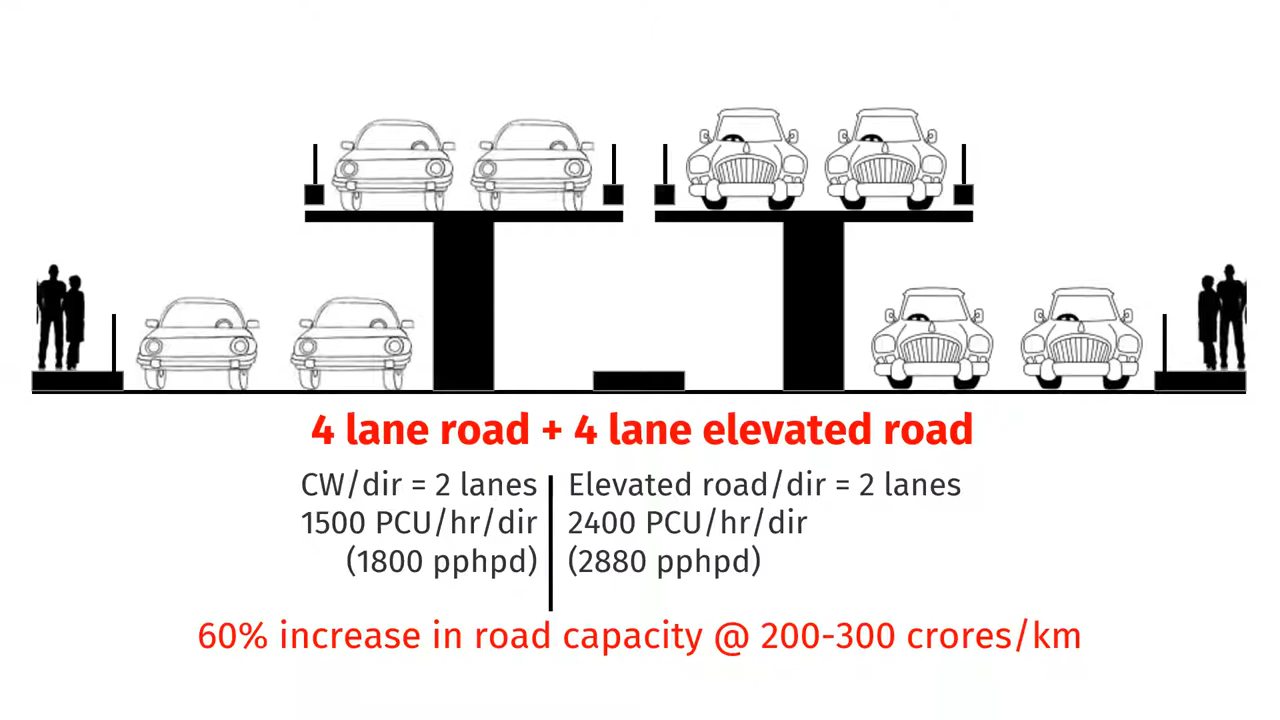 4 lane road + 4 lane elevated road
CW/dir = 2 lanes
1500 PCU/hr/dir
(1800 pphpd)
Elevated road/dir = 2 lanes
2400 PCU/hr/dir
(2880 pphpd)
60% increase in road capacity @ 200-300 crores/km